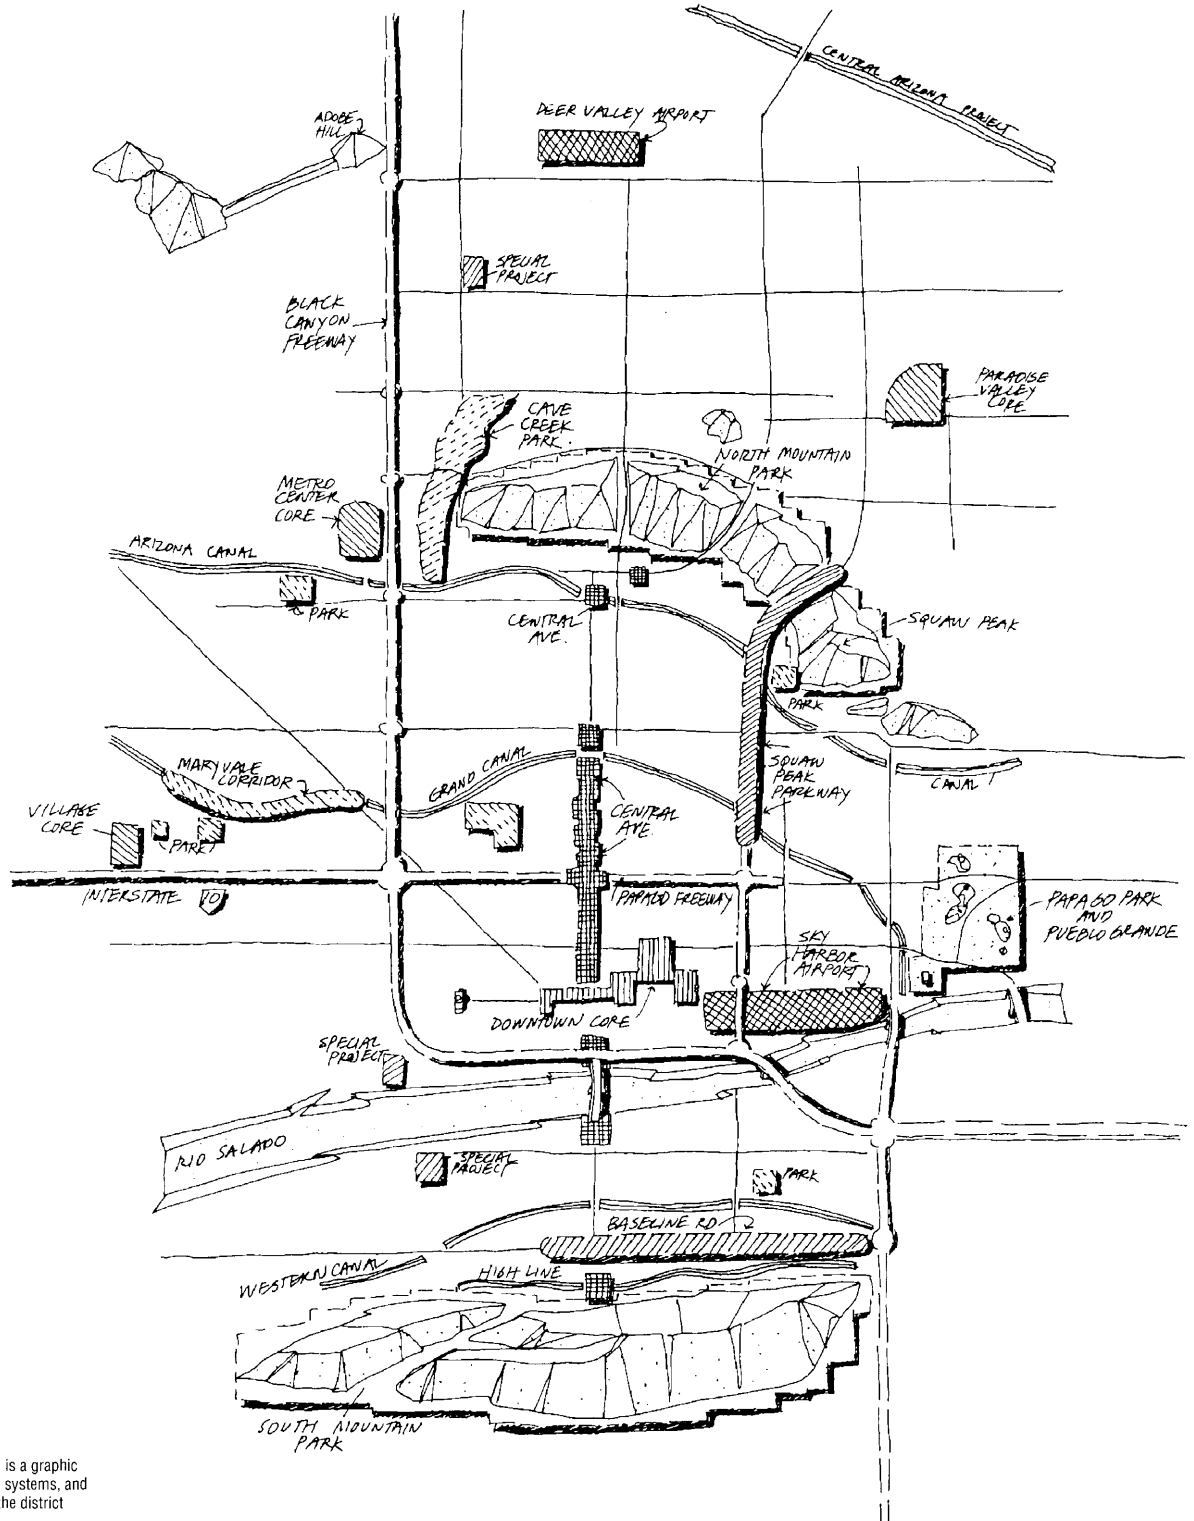 CENTRAL ARIZONA PROJECT
ADOBE
HILL
DEER VALLEY AIRPORT
SPECIAL
PROJECT
BLACK
CANYON
FREEWAY
PARADISE
VALLEY
CORE
CAVE
CREEK
PARK.
NORTH MOUNTAIN
PARK
METRO
CENTER
CORE
ARIZONA CANAL
PARK
CENTRAL
AVE.
SQUAW PEAK
PARK
MARYVALE
CORRIDOR
GRAND CANAL
SQUAW
PEAK
PARKWAY
CANAL
VILLAGE
CORE
PARK
CENTRAL
AVE.
INTERSTATE 10
PAPAGO FREEWAY
PAPAGO PARK
AND
PUEBLO GRANDE
SKY
HARBOR
AIRPORT
DOWNTOWN CORE
SPECIAL
PROJECT
RIO SALADO
SPECIAL
PROJECT
PARK
BASELINE RD
WESTERN CANAL
HIGH LINE
SOUTH MOUNTAIN
PARK
is a graphic
systems, and
the district